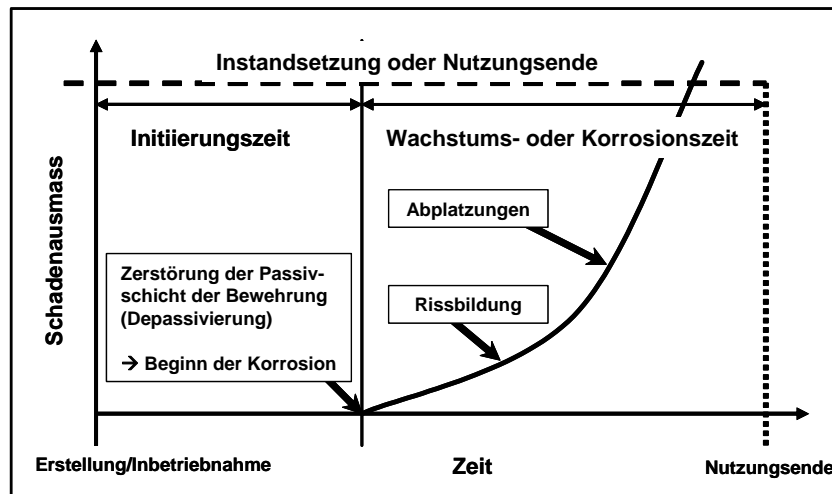 Instandsetzung oder Nutzungsende
Initiierungszeit
Wachstums- oder Korrosionszeit
Schadenausmass
Abplatzungen
Zerstörung der Passiv-
schicht der Bewehrung
(Depassivierung)
→ Beginn der Korrosion
Rissbildung
Erstellung/Inbetriebnahme
Zeit
Nutzungsende